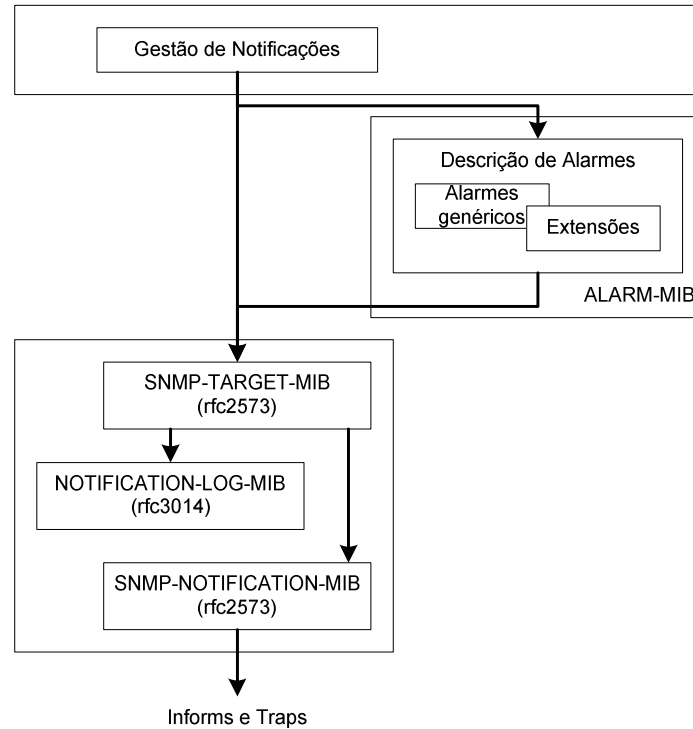 Gestão de Notificações
Descrição de Alarmes
Alarmes
genéricos
Extensões
ALARM-MIB
SNMP-TARGET-MIB
(rfc2573)
NOTIFICATION-LOG-MIB
(rfc3014)
SNMP-NOTIFICATION-MIB
(rfc2573)
Informs e Traps